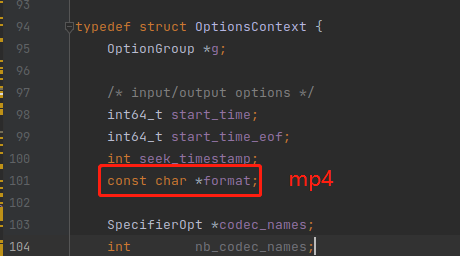 93
94 typedef struct OptionsContext {
95 OptionGroup *g;
96
97 /* input/output options */
98 int64_t start_time;
99 int64_t start_time_eof;
100 int seek_timestamp;
101 const char *format; mp4
102
103 SpecifierOpt *codec_names;
104 int nb_codec_names;